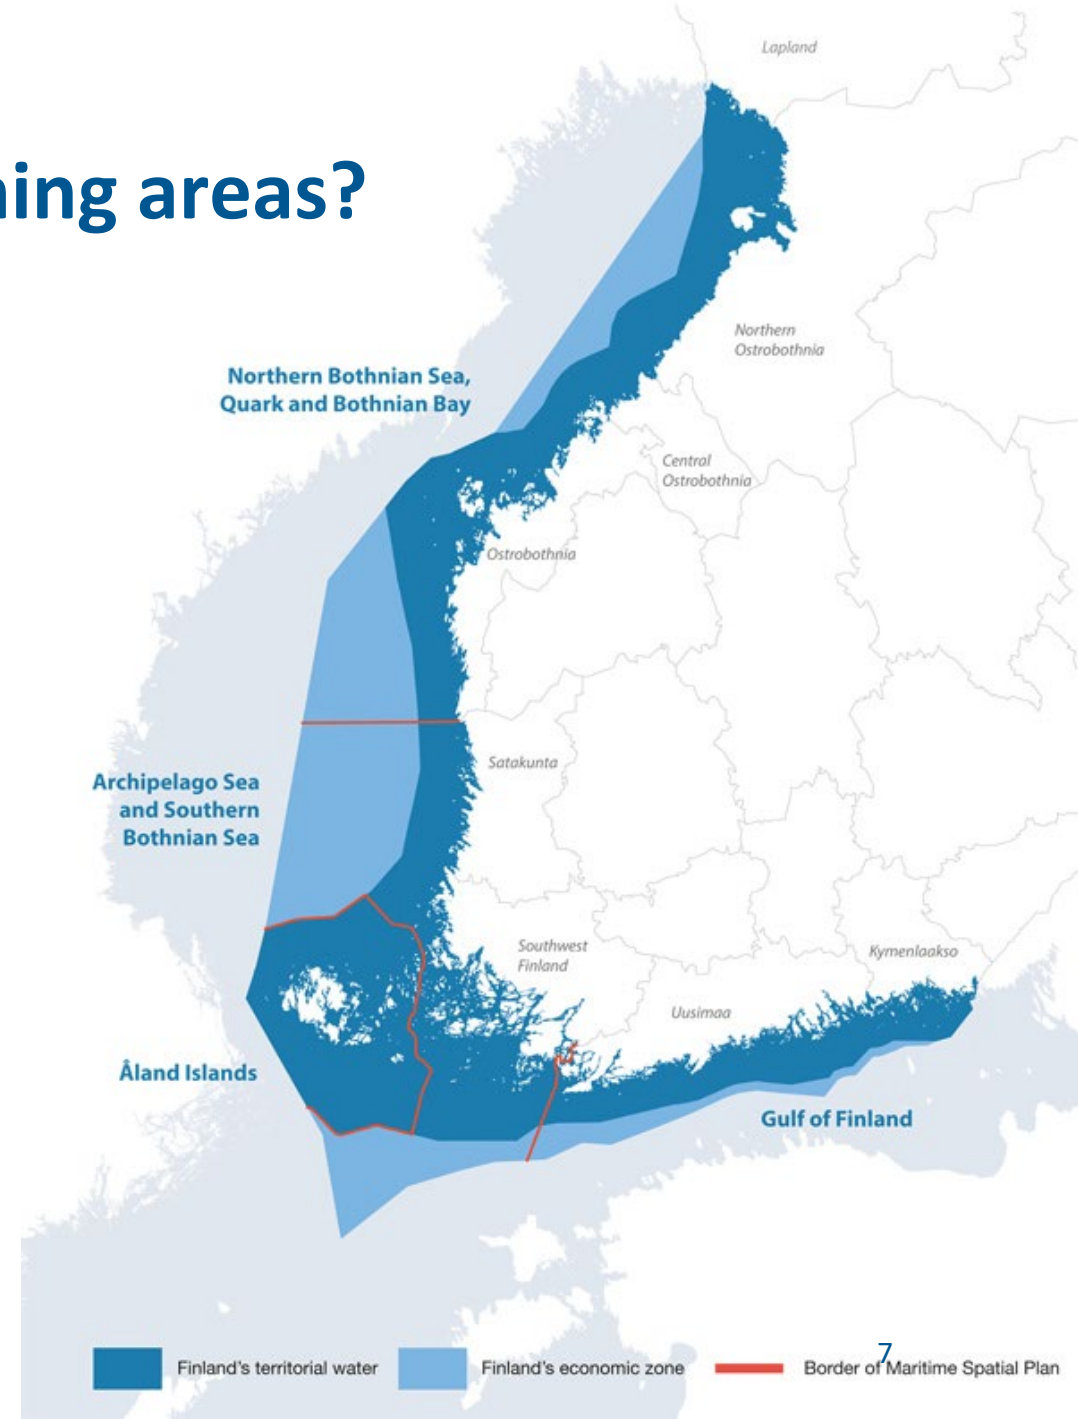 ning areas?
Lapland
Northern
Ostrobothnia
Northern Bothnian Sea,
Quark and Bothnian Bay
Central
Ostrobothnia
Ostrobothnia
Satakunta
Archipelago Sea
and Southern
Bothnian Sea
Southwest
Finland
Kymenlaakso
Uusimaa
Åland Islands
Gulf of Finland
7
Finland's territorial water
Finland's economic zone
Border of Maritime Spatial Plan